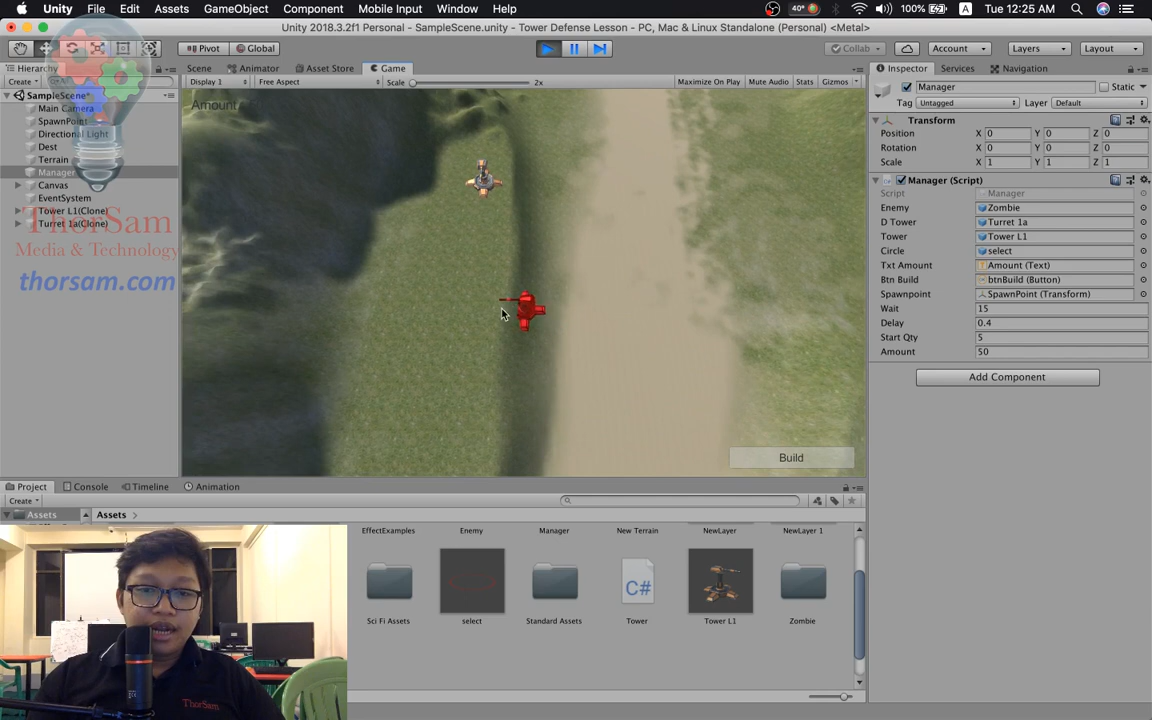 Unity File Edit Assets GameObject Component Mobile Input Window Help 40° 100% A Tue 12:25 AM
Unity 2018.3.2f1 Personal - SampleScene.unity - Tower Defense Lesson - PC, Mac & Linux Standalone (Personal) <Metal>
Pivot Global Collab Account Layers Layout
Hierarchy Scene Animator Asset Store Game Inspector Services Navigation
Create Display 1 Free Aspect Scale 2x Maximize On Play Mute Audio Stats Gizmos
Manager Static
Tag Untagged Layer Default
SampleScene*
Main Camera
SpawnPoint
Directional Light
Dest
Terrain
Manager
Canvas
EventSystem
Tower L1(Clone)
Turret 1a(Clone)
ThorSam
Media & Technology
thorsam.com
Amount
Build
Transform
Position X 0 Y 0 Z 0
Rotation X 0 Y 0 Z 0
Scale X 1 Y 1 Z 1
Manager (Script)
Script Manager
Enemy Zombie
D Tower Turret 1a
Tower Tower L1
Circle select
Txt Amount Amount (Text)
Btn Build btnBuild (Button)
Spawnpoint SpawnPoint (Transform)
Wait 15
Delay 0.4
Start Qty 5
Amount 50
Add Component
Project Console Timeline Animation
Create
Assets Assets
EffectExamples Enemy Manager New Terrain NewLayer NewLayer 1
C#
Sci Fi Assets select Standard Assets Tower Tower L1 Zombie
ThorSam